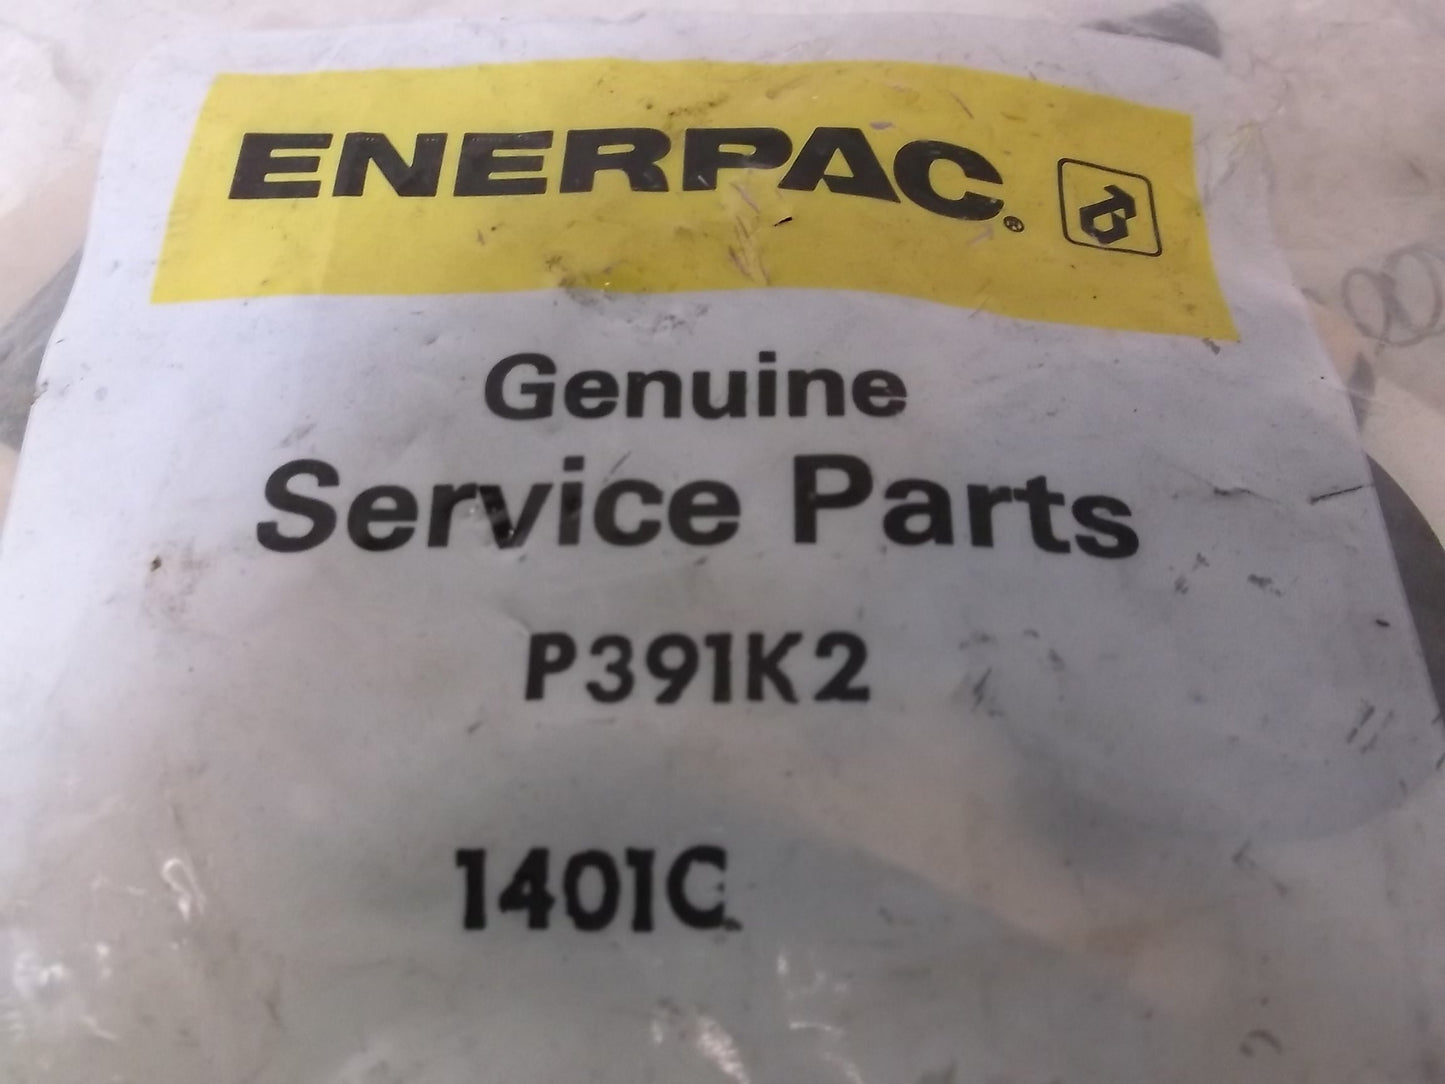 ENERPAC®
Genuine
Service Parts
P391K2
1401C